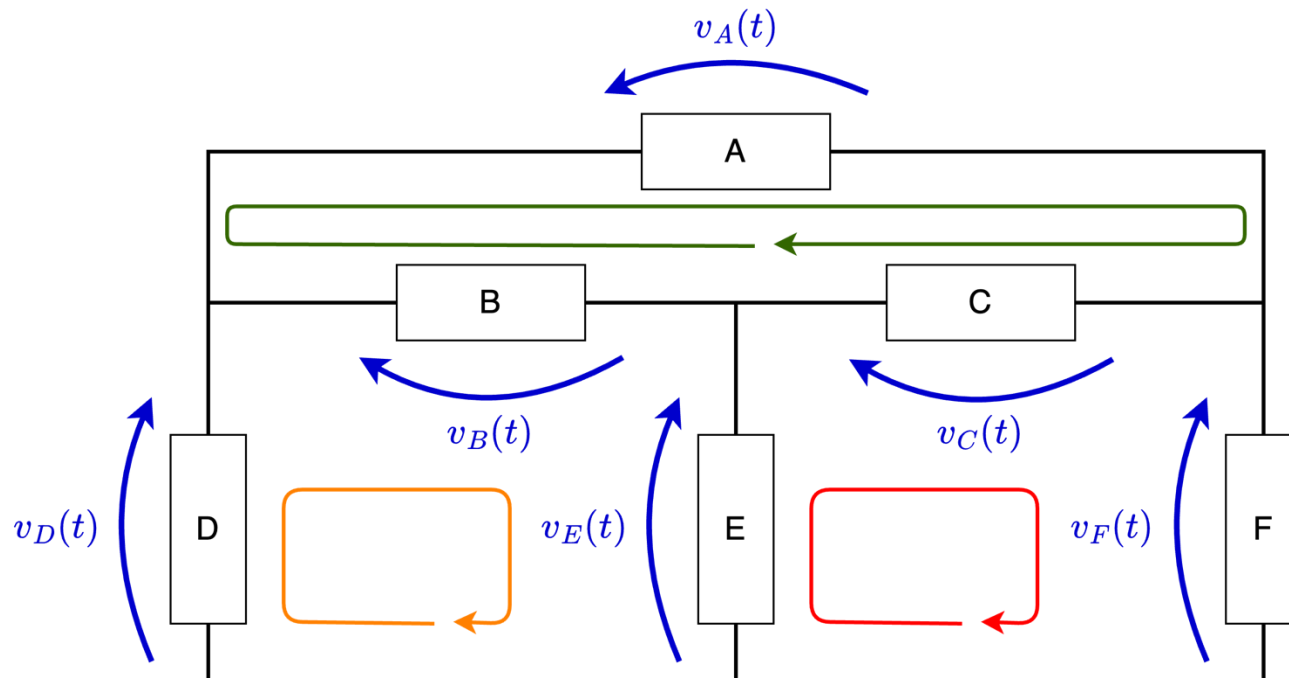 v_A(t)
A
B
C
v_B(t)
v_C(t)
v_D(t)
D
v_E(t)
E
v_F(t)
F